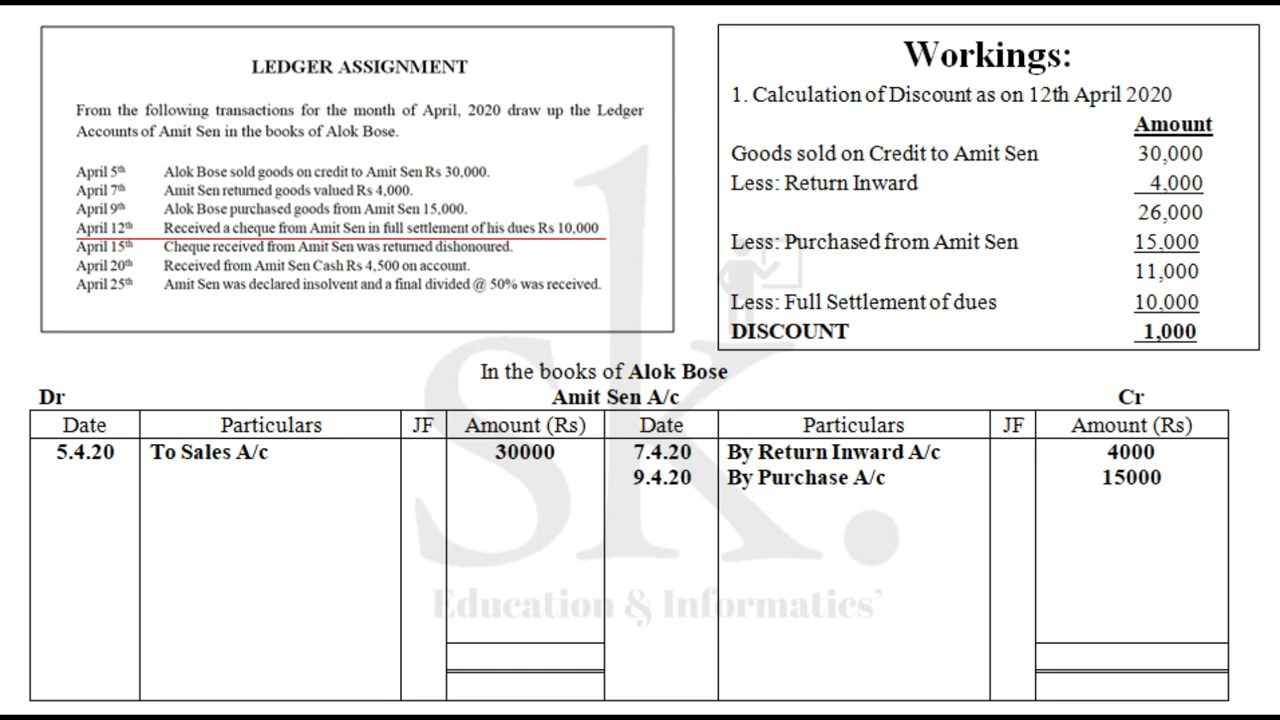 LEDGER ASSIGNMENT
From the following transactions for the month of April, 2020 draw up the Ledger
Accounts of Amit Sen in the books of Alok Bose.
April 5th Alok Bose sold goods on credit to Amit Sen Rs 30,000.
April 7th Amit Sen returned goods valued Rs 4,000.
April 9th Alok Bose purchased goods from Amit Sen 15,000.
April 12th Received a cheque from Amit Sen in full settlement of his dues Rs 10,000
April 15th Cheque received from Amit Sen was returned dishonoured.
April 20th Received from Amit Sen Cash Rs 4,500 on account.
April 25th Amit Sen was declared insolvent and a final divided @ 50% was received.
Workings:
1. Calculation of Discount as on 12th April 2020
Amount
Goods sold on Credit to Amit Sen 30,000
Less: Return Inward 4,000
26,000
Less: Purchased from Amit Sen 15,000
11,000
Less: Full Settlement of dues 10,000
DISCOUNT 1,000
In the books of Alok Bose
Dr Amit Sen A/c Cr
Date Particulars JF Amount (Rs) Date Particulars JF Amount (Rs)
5.4.20 To Sales A/c 30000 7.4.20 By Return Inward A/c 4000
9.4.20 By Purchase A/c 15000
sk.
Education & Informatics'